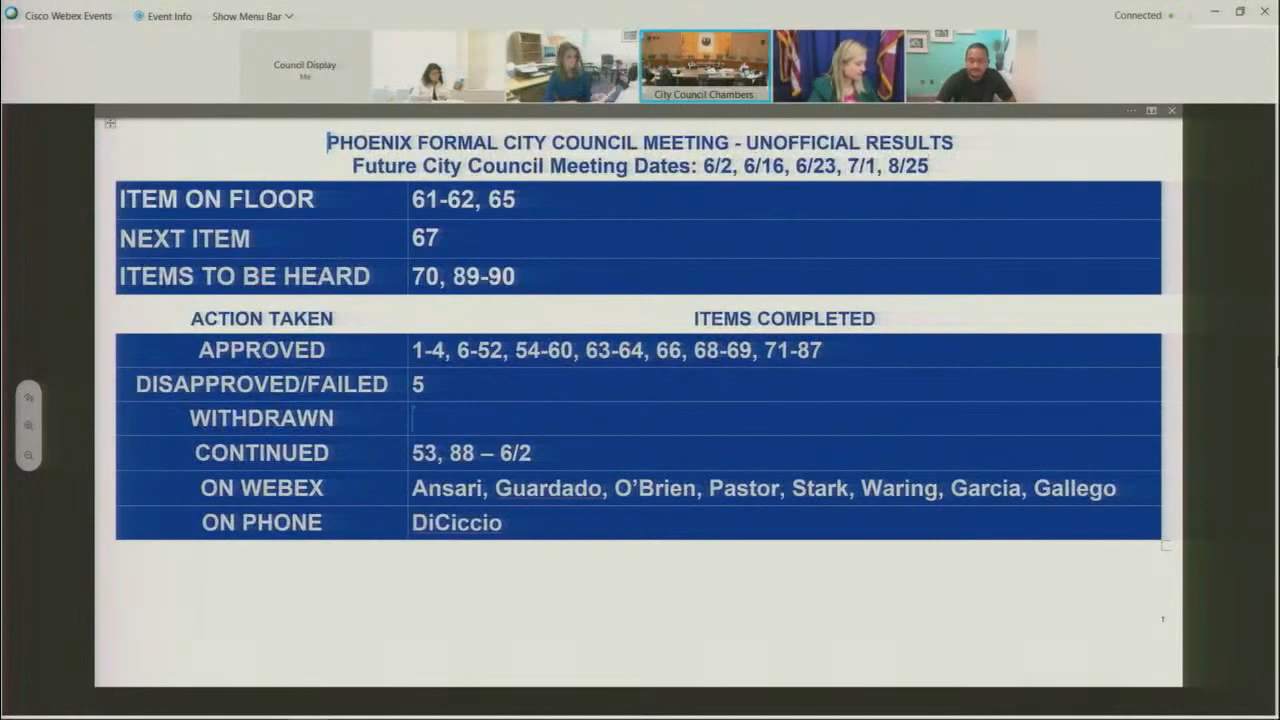 Cisco Webex Events Event Info Show Menu Bar Connected
Council Display
Me
City Council Chambers
PHOENIX FORMAL CITY COUNCIL MEETING - UNOFFICIAL RESULTS
Future City Council Meeting Dates: 6/2, 6/16, 6/23, 7/1, 8/25
ITEM ON FLOOR 61-62, 65
NEXT ITEM 67
ITEMS TO BE HEARD 70, 89-90
ACTION TAKEN ITEMS COMPLETED
APPROVED 1-4, 6-52, 54-60, 63-64, 66, 68-69, 71-87
DISAPPROVED/FAILED 5
WITHDRAWN
CONTINUED 53, 88 – 6/2
ON WEBEX Ansari, Guardado, O’Brien, Pastor, Stark, Waring, Garcia, Gallego
ON PHONE DiCiccio
1